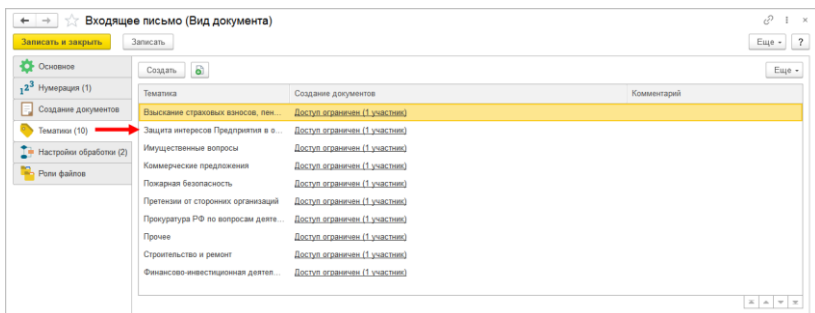 Входящее письмо (Вид документа)
Записать и закрыть Записать Еще ?
Основное
Нумерация (1)
Создание документов
Тематики (10)
Настройки обработки (2)
Роли файлов
Создать Еще
Тематика Создание документов Комментарий
Взыскание страховых взносов, пен... Доступ ограничен (1 участник)
Защита интересов Предприятия в о... Доступ ограничен (1 участник)
Имущественные вопросы Доступ ограничен (1 участник)
Коммерческие предложения Доступ ограничен (1 участник)
Пожарная безопасность Доступ ограничен (1 участник)
Претензии от сторонних организаций Доступ ограничен (1 участник)
Прокуратура РФ по вопросам деяте... Доступ ограничен (1 участник)
Прочее Доступ ограничен (1 участник)
Строительство и ремонт Доступ ограничен (1 участник)
Финансово-инвестиционная деятел... Доступ ограничен (1 участник)